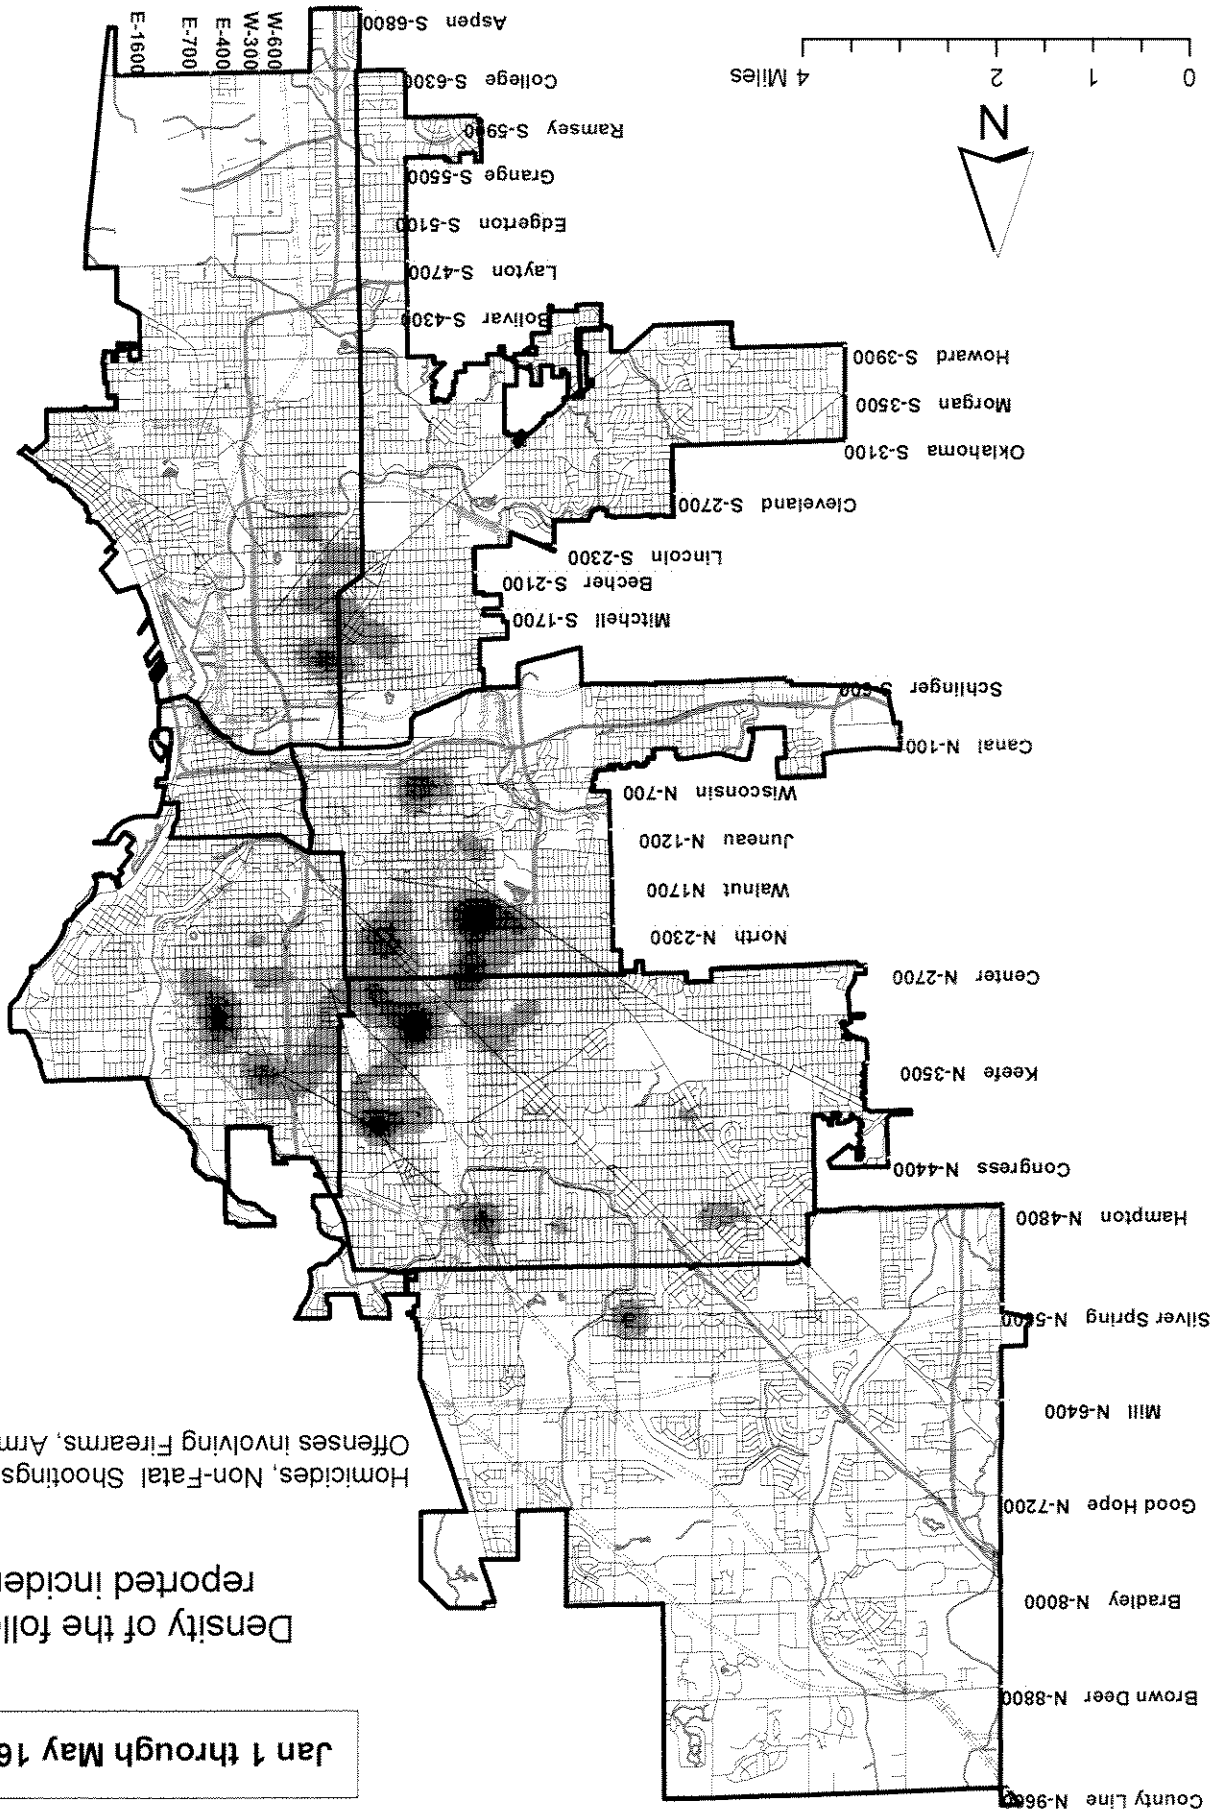 County Line N-9600
Jan 1 through May 16
Brown Deer N-8800
Density of the foll
reported inciden
Bradley N-8000
Good Hope N-7200
Homicides, Non-Fatal Shootings
Offenses involving Firearms, Arm
Mill N-6400
Silver Spring N-5600
Hampton N-4800
Congress N-4400
Keefe N-3500
Center N-2700
North N-2300
Walnut N1700
Juneau N-1200
Wisconsin N-700
Canal N-100
Schlinger S-600
Mitchell S-1700
Becher S-2100
Lincoln S-2300
Cleveland S-2700
Oklahoma S-3100
Morgan S-3500
Howard S-3900
Bolivar S-4300
Layton S-4700
Edgerton S-5100
Grange S-5500
Ramsey S-5900
College S-6300
Aspen S-6800
W-600
W-300
E-400
E-700
E-1600
N
0 1 2 4 Miles